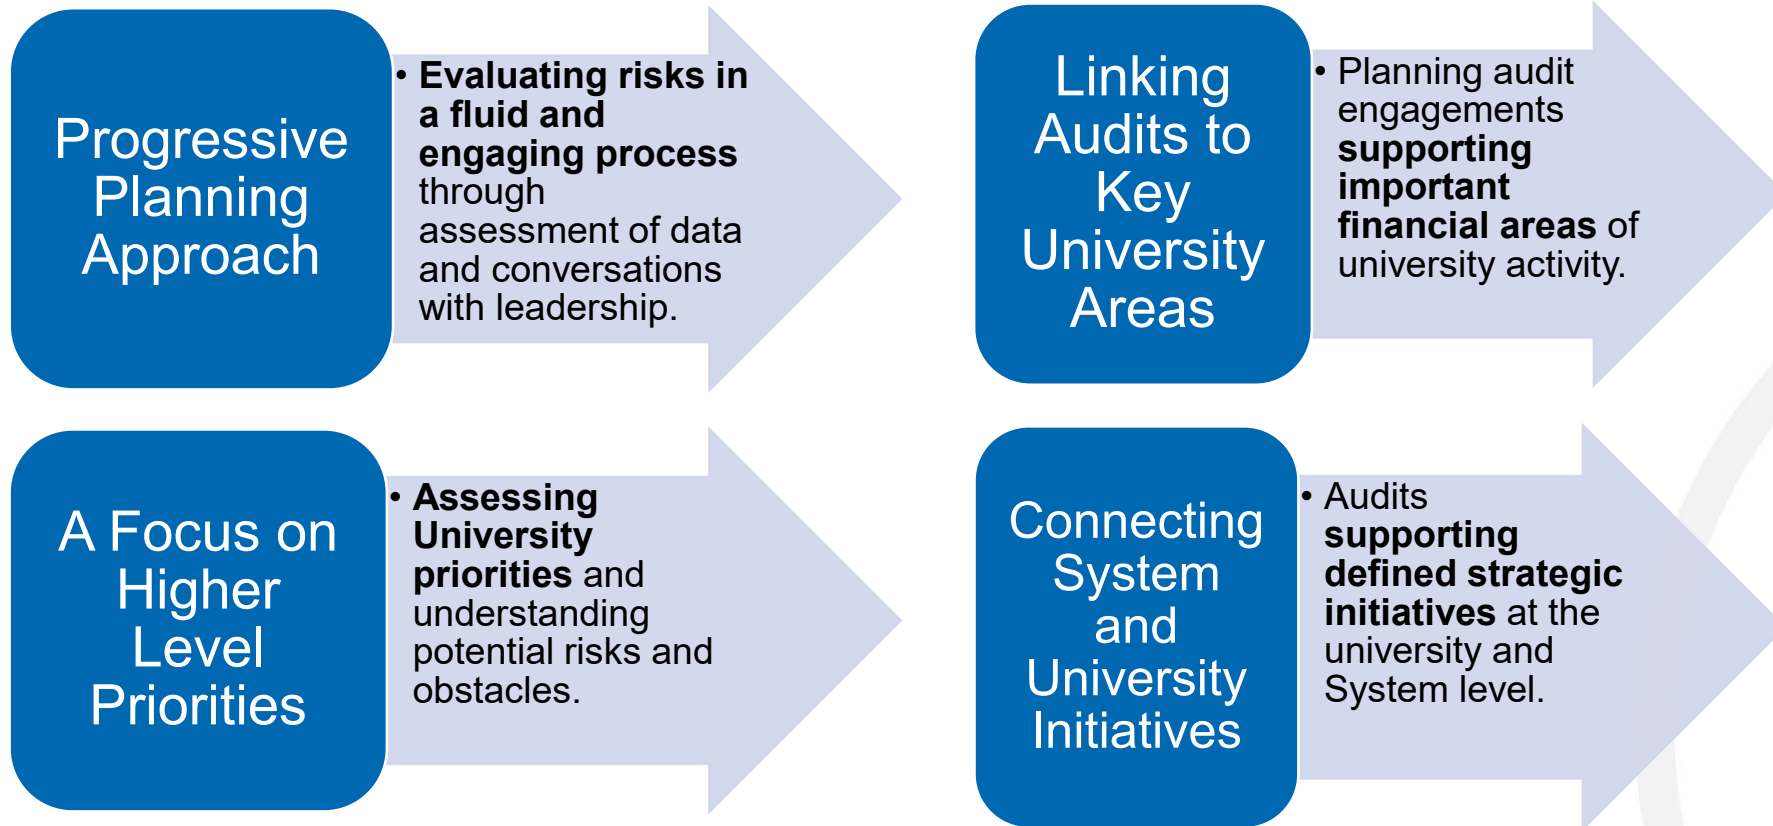 Progressive
Planning
Approach
• Evaluating risks in
a fluid and
engaging process
through
assessment of data
and conversations
with leadership.
Linking
Audits to
Key
University
Areas
• Planning audit
engagements
supporting
important
financial areas of
university activity.
A Focus on
Higher
Level
Priorities
• Assessing
University
priorities and
understanding
potential risks and
obstacles.
Connecting
System
and
University
Initiatives
• Audits
supporting
defined strategic
initiatives at the
university and
System level.